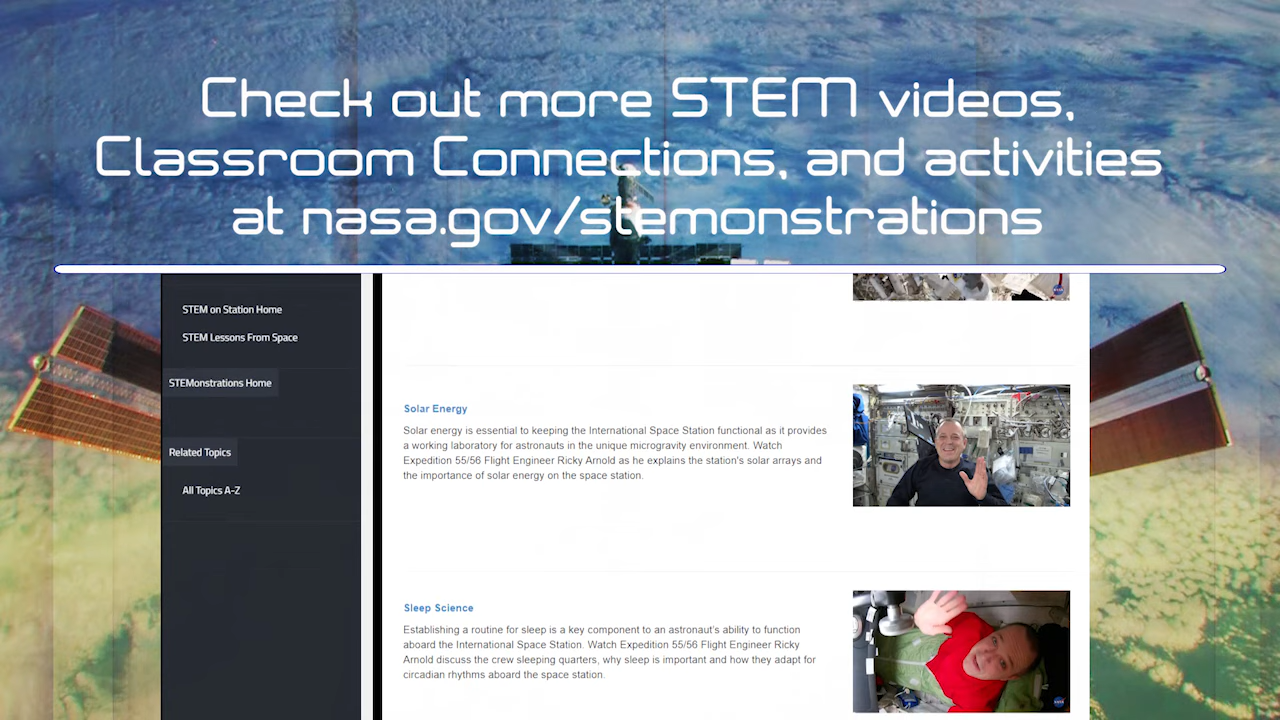 Check out more STEM videos,
Classroom Connections, and activities
at nasa.gov/stemonstrations
STEM on Station Home
STEM Lessons From Space
STEMonstrations Home
Related Topics
All Topics A-Z
Solar Energy
Solar energy is essential to keeping the International Space Station functional as it provides
a working laboratory for astronauts in the unique microgravity environment. Watch
Expedition 55/56 Flight Engineer Ricky Arnold as he explains the station's solar arrays and
the importance of solar energy on the space station.
Sleep Science
Establishing a routine for sleep is a key component to an astronaut's ability to function
aboard the International Space Station. Watch Expedition 55/56 Flight Engineer Ricky
Arnold discuss the crew sleeping quarters, why sleep is important and how they adapt for
circadian rhythms aboard the space station.